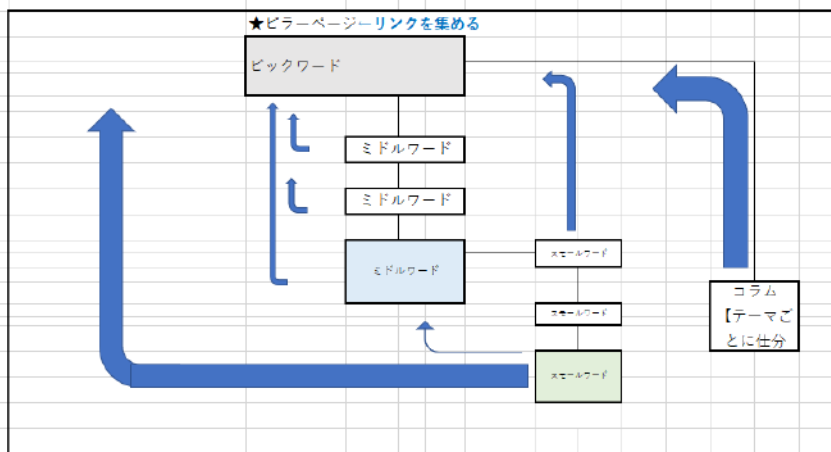 ★ピラーページーリンクを集める
ビックワード
ミドルワード
ミドルワード
ミドルワード
スモールワード
スモールワード
スモールワード
コラム
【テーマご
とに仕分